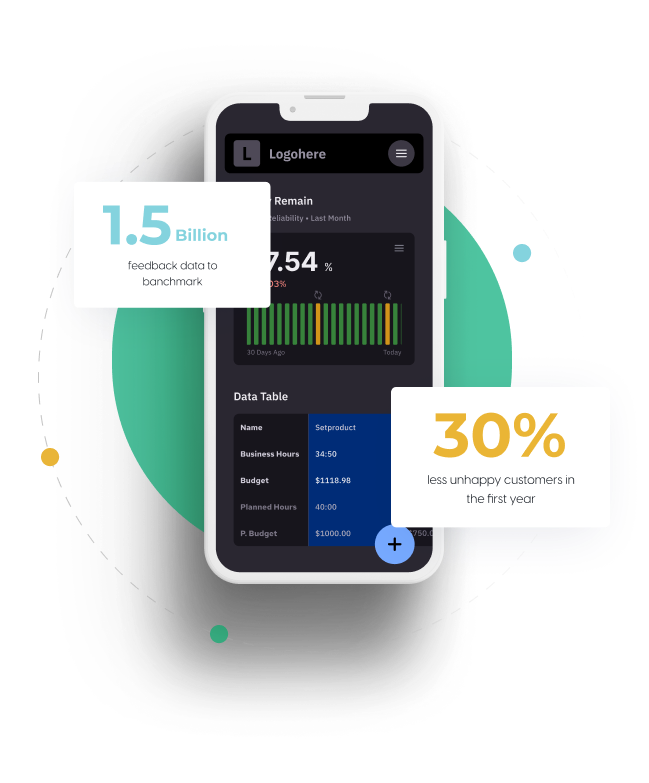 L Logohere
1.5 Billion
feedback data to
banchmark
Remain
Reliability • Last Month
7.54 %
03%
30 Days Ago Today
Data Table
Name Setproduct
Business Hours 34:50
Budget $1118.98
Planned Hours 40:00
P. Budget $1000.00
30%
less unhappy customers in
the first year
+